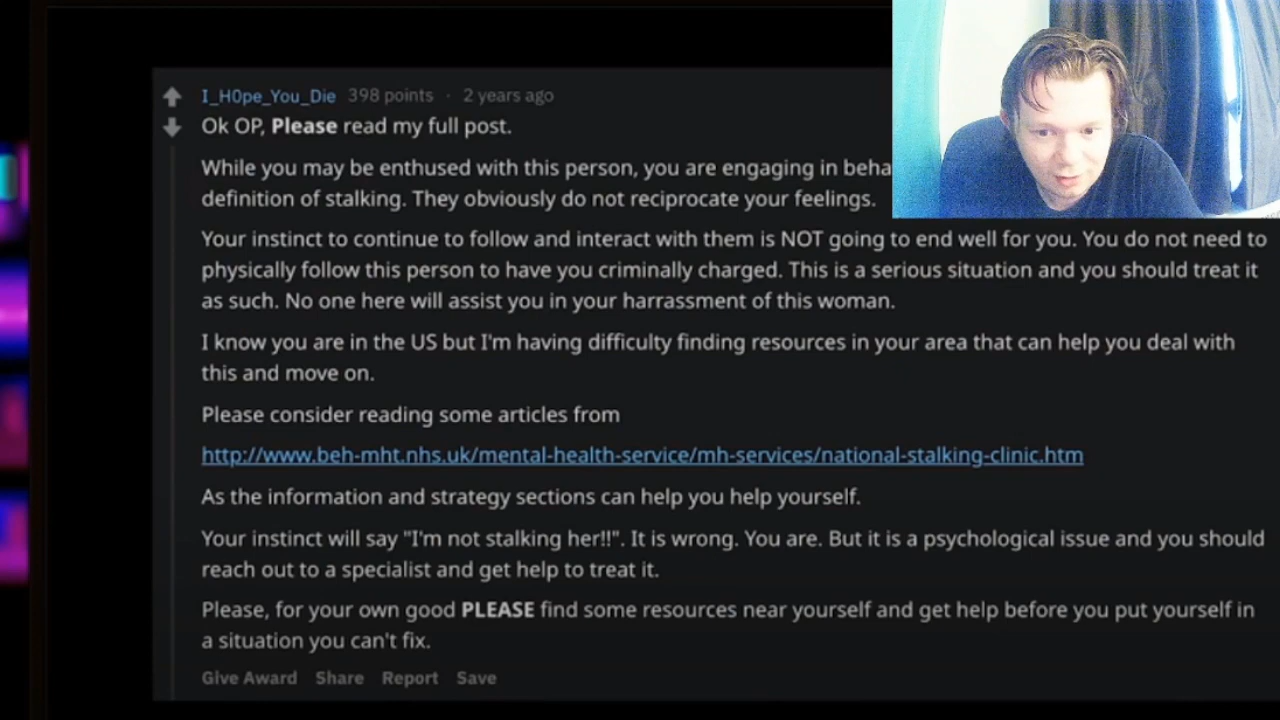 I_H0pe_You_Die 398 points · 2 years ago
Ok OP, Please read my full post.
While you may be enthused with this person, you are engaging in
definition of stalking. They obviously do not reciprocate your feelings.
Your instinct to continue to follow and interact with them is NOT going to end well for you. You do not need to
physically follow this person to have you criminally charged. This is a serious situation and you should treat it
as such. No one here will assist you in your harrassment of this woman.
I know you are in the US but I'm having difficulty finding resources in your area that can help you deal with
this and move on.
Please consider reading some articles from
http://www.beh-mht.nhs.uk/mental-health-service/mh-services/national-stalking-clinic.htm
As the information and strategy sections can help you help yourself.
Your instinct will say "I'm not stalking her!!". It is wrong. You are. But it is a psychological issue and you should
reach out to a specialist and get help to treat it.
Please, for your own good PLEASE find some resources near yourself and get help before you put yourself in
a situation you can't fix.
Give Award Share Report Save